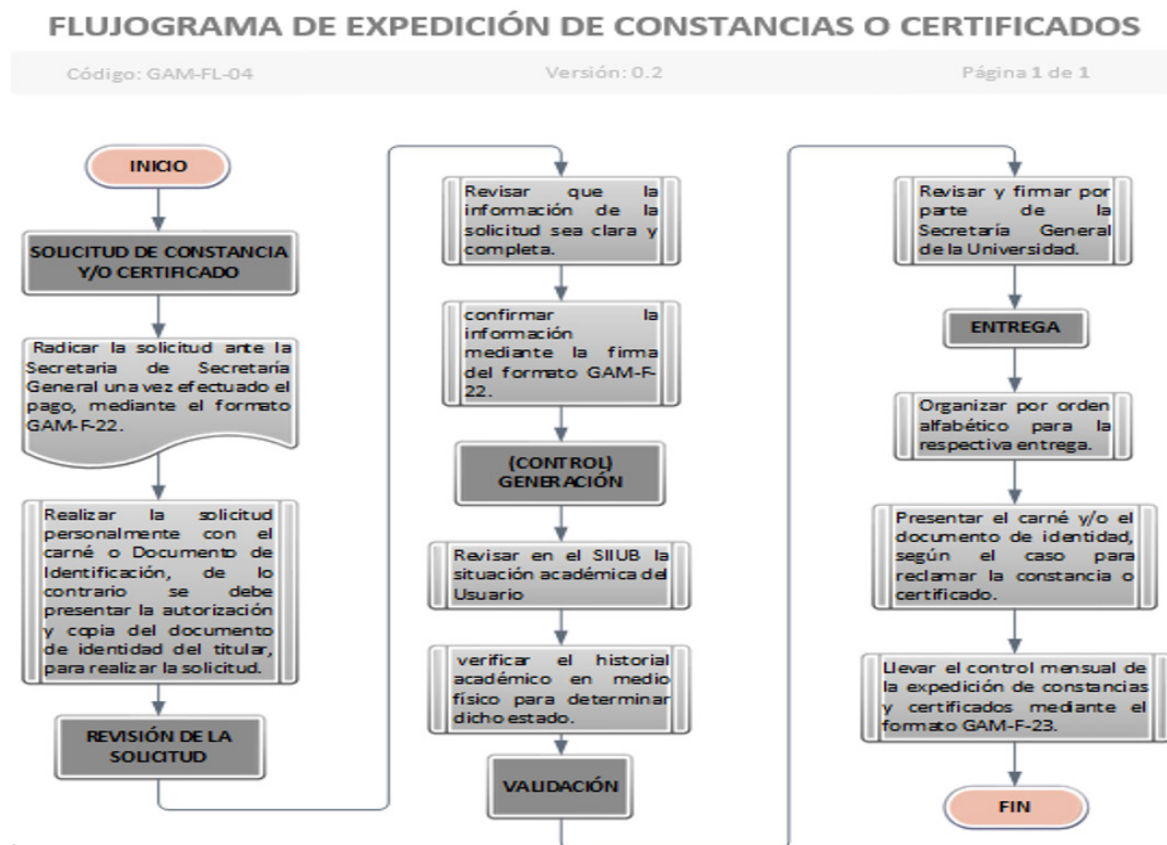 FLUJOGRAMA DE EXPEDICIÓN DE CONSTANCIAS O CERTIFICADOS
Código: GAM-FL-04
Versión: 0.2
Página 1 de 1
INICIO
SOLICITUD DE CONSTANCIA
Y/O CERTIFICADO
Radicar la solicitud ante la
Secretaria de Secretaría
General una vez efectuado el
pago, mediante el formato
GAM-F-22.
Realizar la solicitud
personalmente con el
carné o Documento de
Identificación, de lo
contrario se debe
presentar la autorización
y copia del documento
de identidad del titular,
para realizar la solicitud.
REVISIÓN DE LA
SOLICITUD
Revisar que la
información de la
solicitud sea clara y
completa.
confirmar la
información
mediante la firma
del formato GAM-F-
22.
(CONTROL)
GENERACIÓN
Revisar en el SIIUB la
situación académica del
Usuario
verificar el historial
académico en medio
físico para determinar
dicho estado.
VALIDACIÓN
Revisar y firmar por
parte de la
Secretaría General
de la Universidad.
ENTREGA
Organizar por orden
alfabético para la
respectiva entrega.
Presentar el carné y/o el
documento de identidad,
según el caso para
reclamar la constancia o
certificado.
Llevar el control mensual de
la expedición de constancias
y certificados mediante el
formato GAM-F-23.
FIN